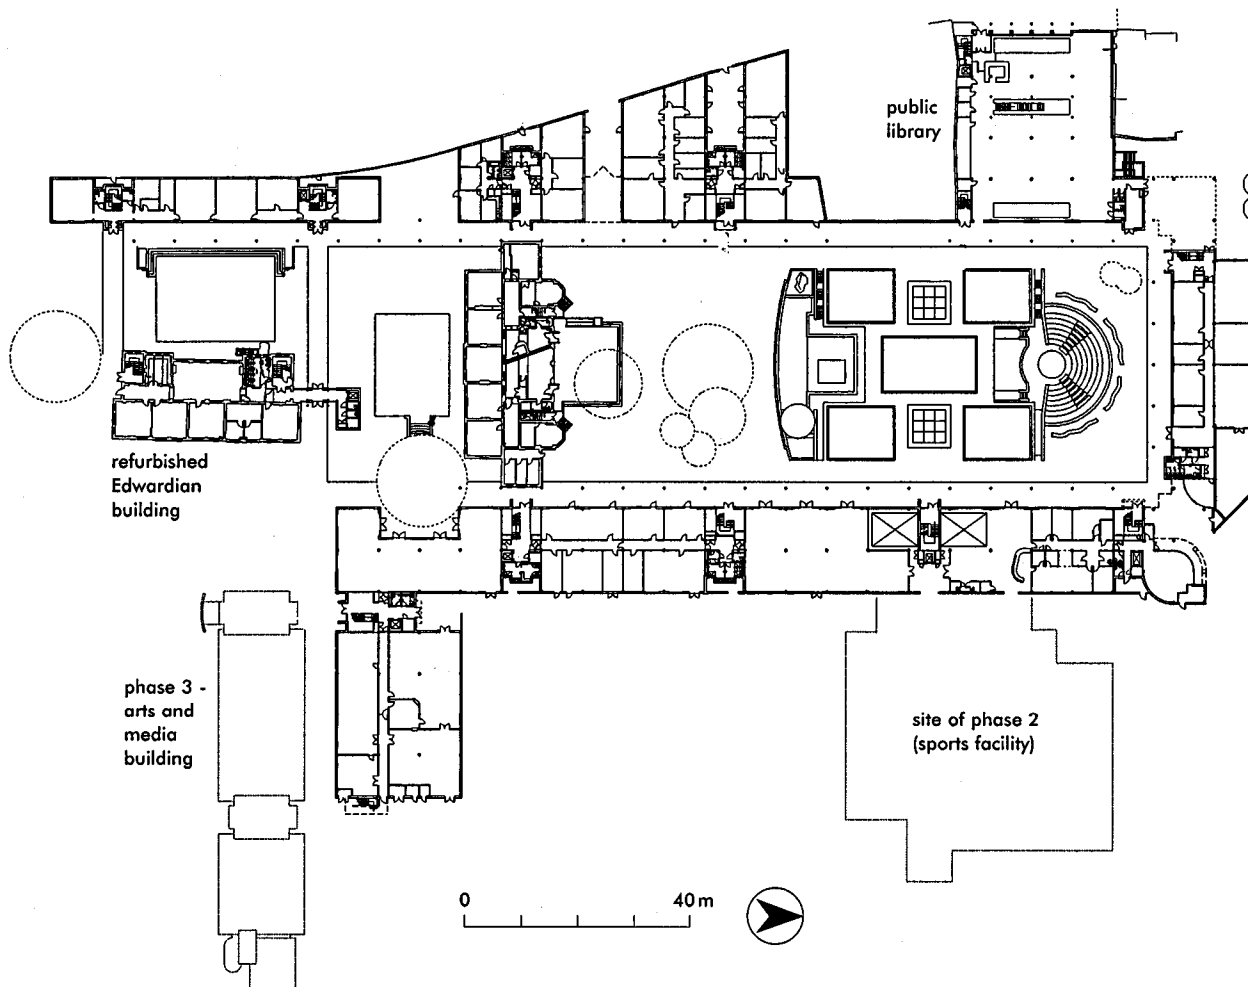 public
library
refurbished
Edwardian
building
phase 3 -
arts and
media
building
site of phase 2
(sports facility)
0 40 m